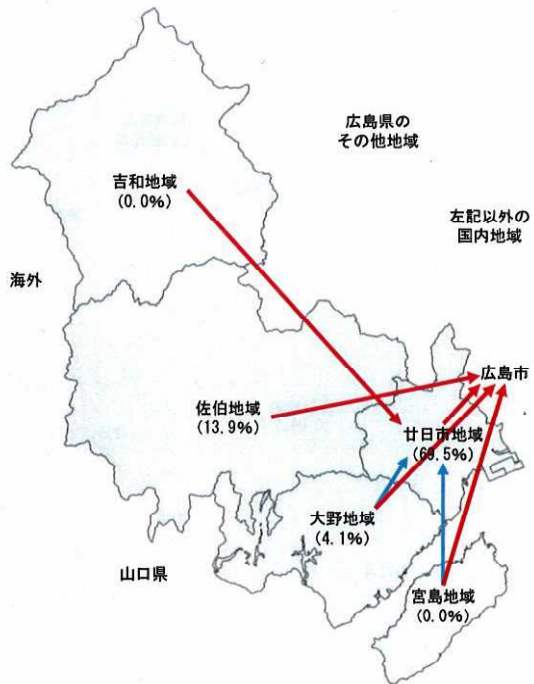 広島県の
その他地域
吉和地域
(0.0%)
左記以外の
国内地域
海外
広島市
佐伯地域
(13.9%)
廿日市地域
(69.5%)
大野地域
(4.1%)
山口県
宮島地域
(0.0%)